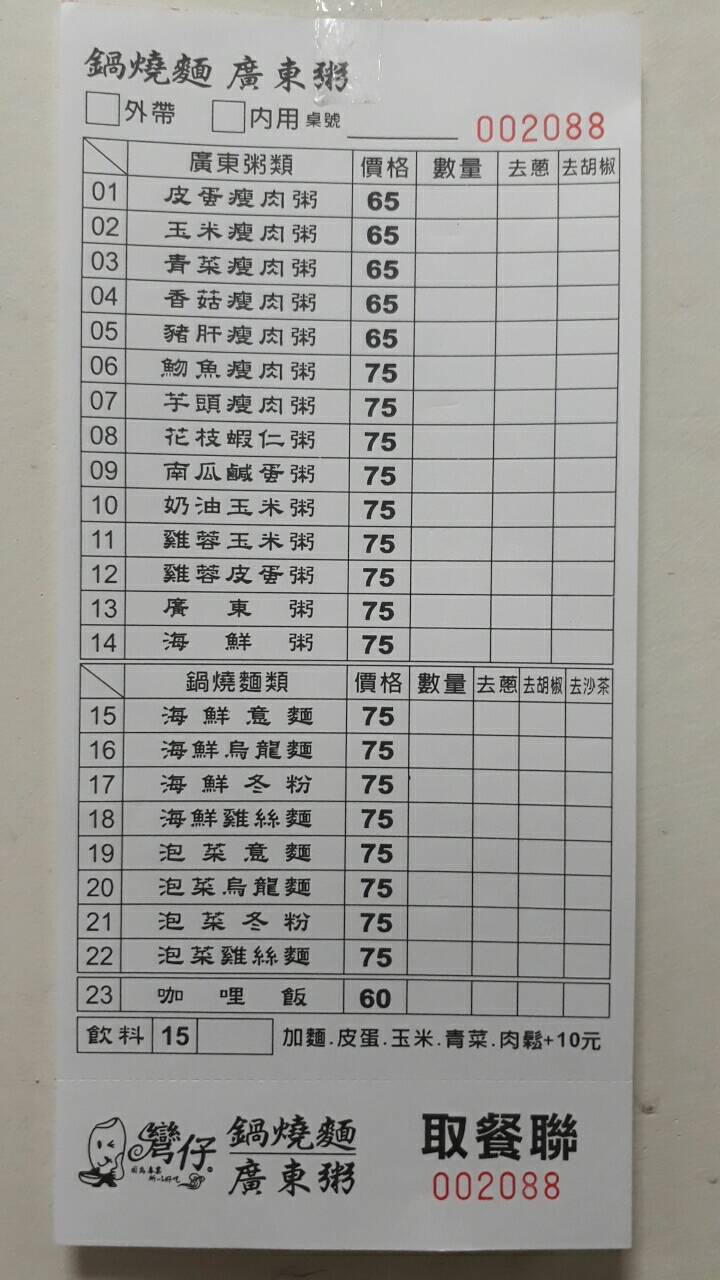 鍋燒麵 廣東粥
外帶 內用 桌號 002088
廣東粥類 價格 數量 去蔥 去胡椒
01 皮蛋瘦肉粥 65
02 玉米瘦肉粥 65
03 青菜瘦肉粥 65
04 香菇瘦肉粥 65
05 豬肝瘦肉粥 65
06 魩魚瘦肉粥 75
07 芋頭瘦肉粥 75
08 花枝蝦仁粥 75
09 南瓜鹹蛋粥 75
10 奶油玉米粥 75
11 雞蓉玉米粥 75
12 雞蓉皮蛋粥 75
13 廣東粥 75
14 海鮮粥 75
鍋燒麵類 價格 數量 去蔥 去胡椒 去沙茶
15 海鮮意麵 75
16 海鮮烏龍麵 75
17 海鮮冬粉 75
18 海鮮雞絲麵 75
19 泡菜意麵 75
20 泡菜烏龍麵 75
21 泡菜冬粉 75
22 泡菜雞絲麵 75
23 咖哩飯 60
飲料 15 加麵.皮蛋.玉米.青菜.肉鬆+10元
灣仔 鍋燒麵 取餐聯
廣東粥 002088